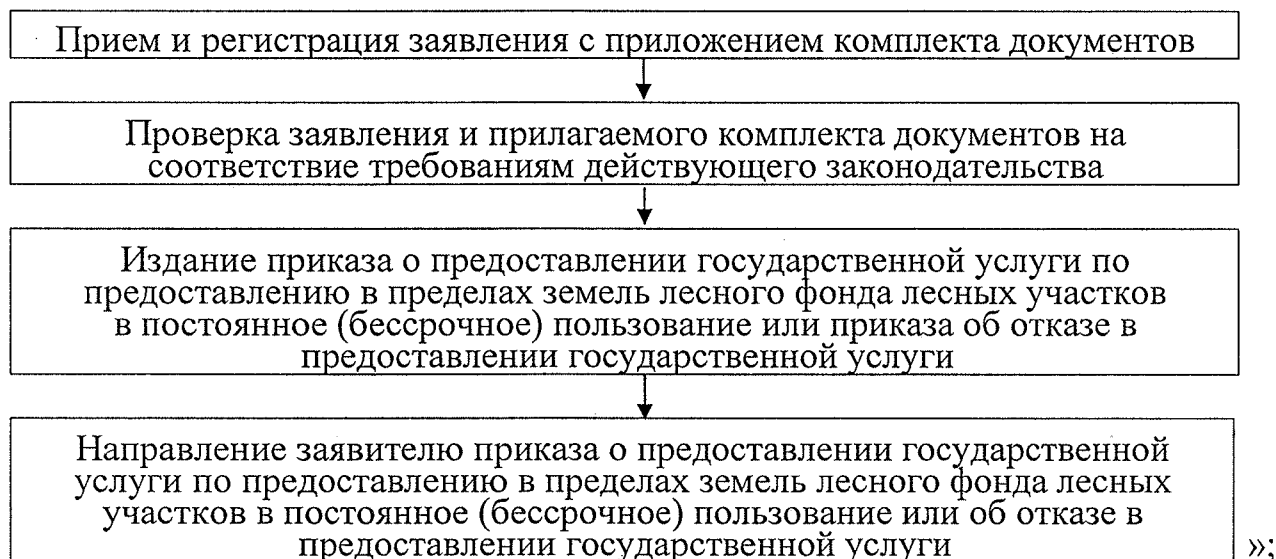 Прием и регистрация заявления с приложением комплекта документов
Проверка заявления и прилагаемого комплекта документов на
соответствие требованиям действующего законодательства
Издание приказа о предоставлении государственной услуги по
предоставлению в пределах земель лесного фонда лесных участков
в постоянное (бессрочное) пользование или приказа об отказе в
предоставлении государственной услуги
Направление заявителю приказа о предоставлении государственной
услуги по предоставлению в пределах земель лесного фонда лесных
участков в постоянное (бессрочное) пользование или об отказе в
предоставлении государственной услуги »;